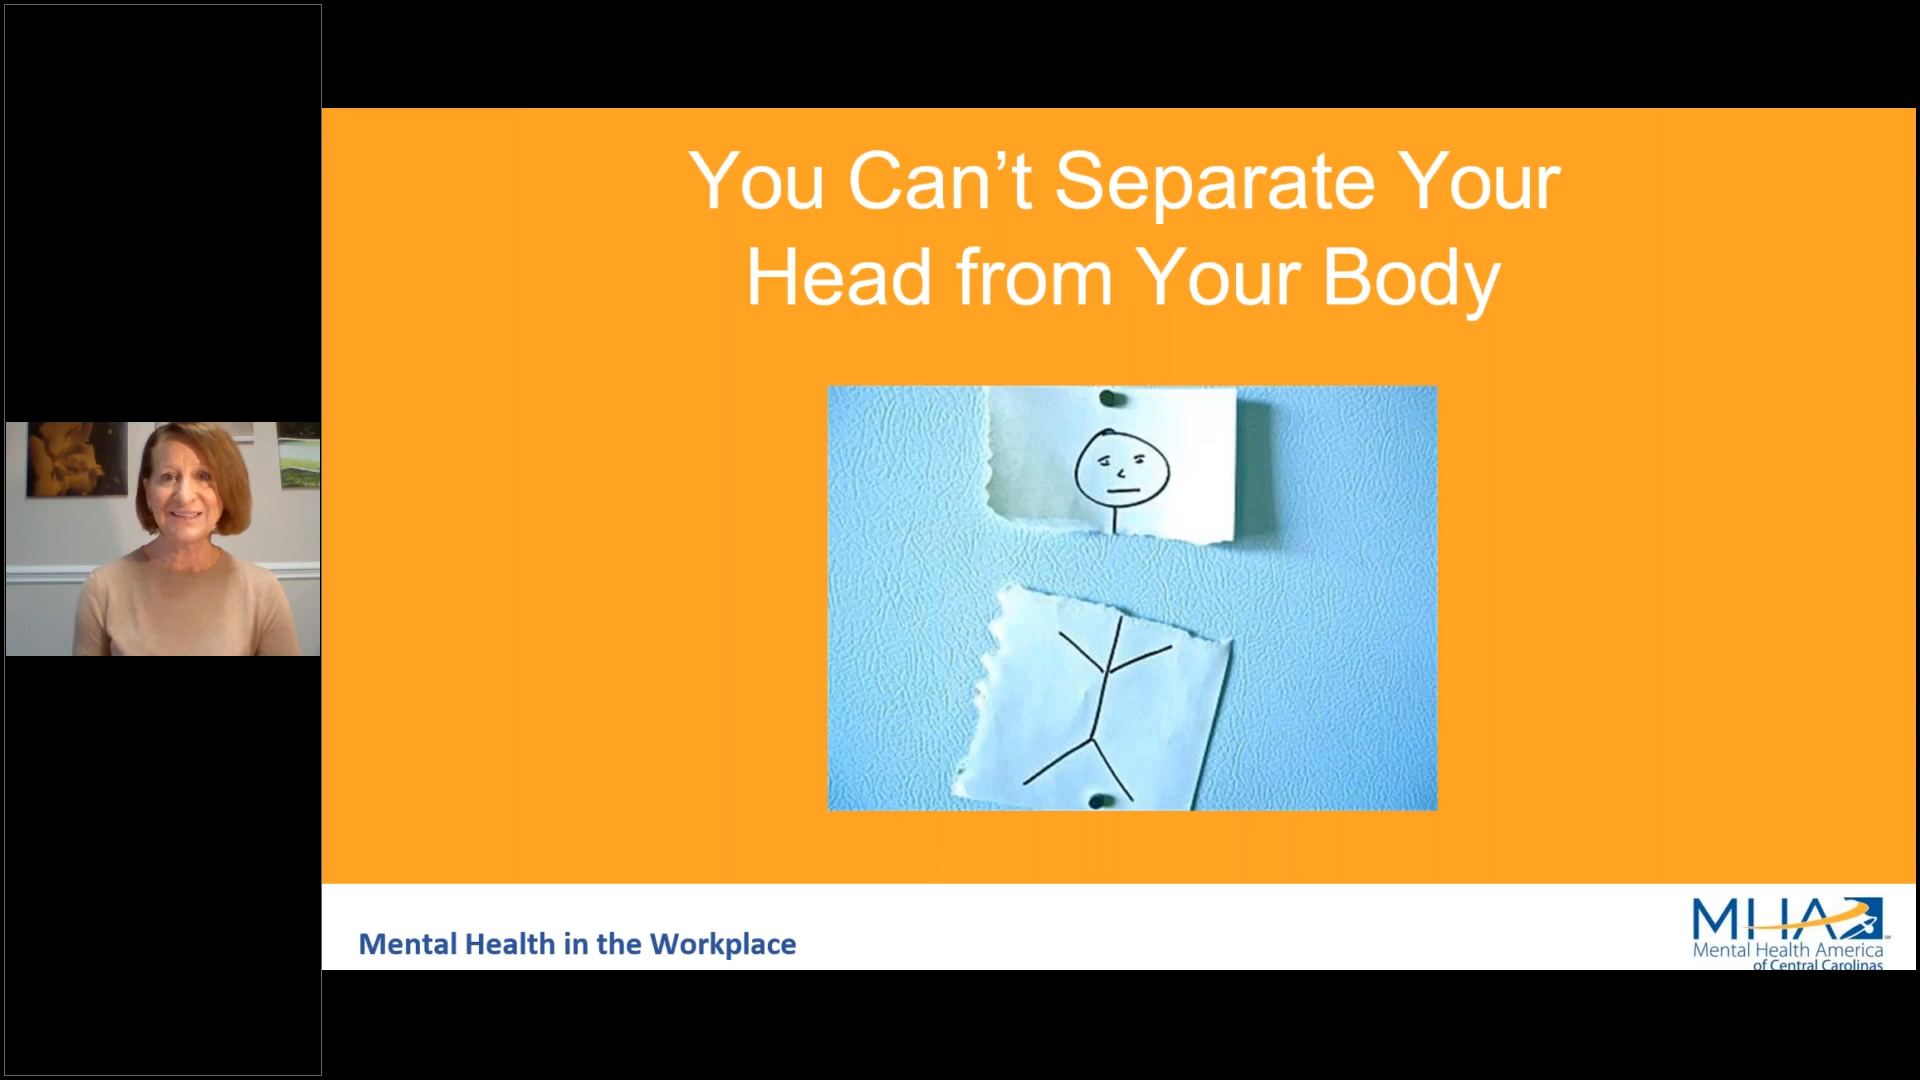 You Can’t Separate Your
Head from Your Body
Mental Health in the Workplace
MHA
Mental Health America
of Central Carolinas